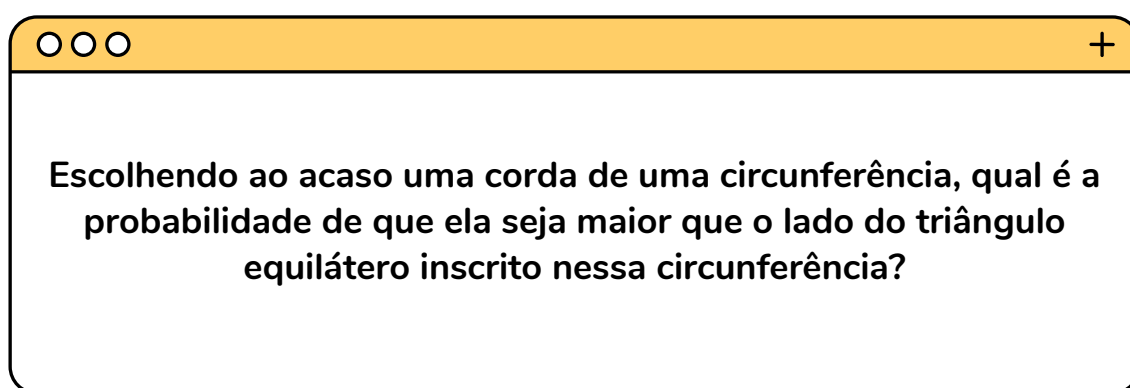 Escolhendo ao acaso uma corda de uma circunferência, qual é a
probabilidade de que ela seja maior que o lado do triângulo
equilátero inscrito nessa circunferência?